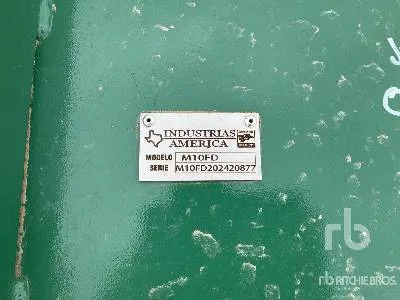 INDUSTRIAS
AMERICA
MODELO M10FD
SERIE M10FD202420877
rb
RITCHIE BROS.